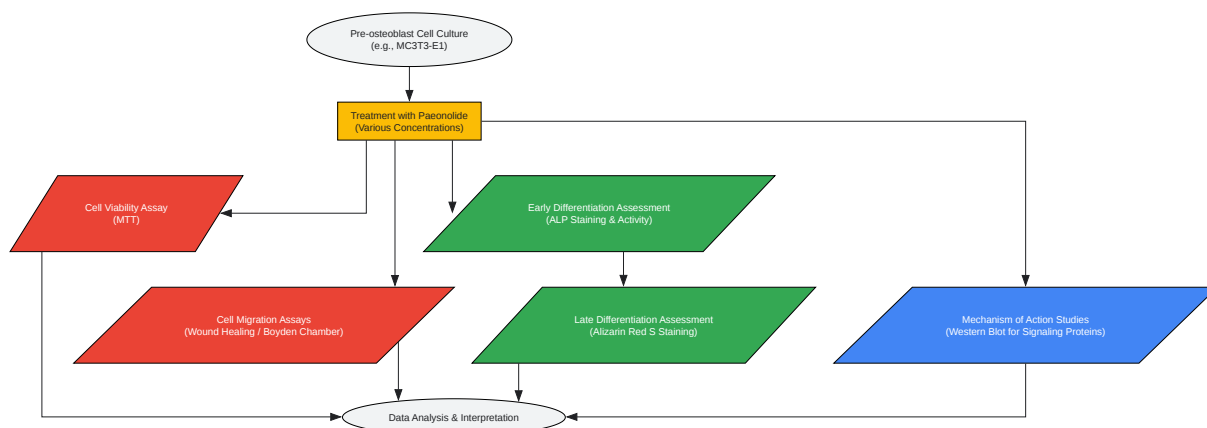 Pre-osteoblast Cell Culture
(e.g., MC3T3-E1)
Treatment with Paeonolide
(Various Concentrations)
Cell Viability Assay
(MTT)
Early Differentiation Assessment
(ALP Staining & Activity)
Cell Migration Assays
(Wound Healing / Boyden Chamber)
Late Differentiation Assessment
(Alizarin Red S Staining)
Mechanism of Action Studies
(Western Blot for Signaling Proteins)
Data Analysis & Interpretation